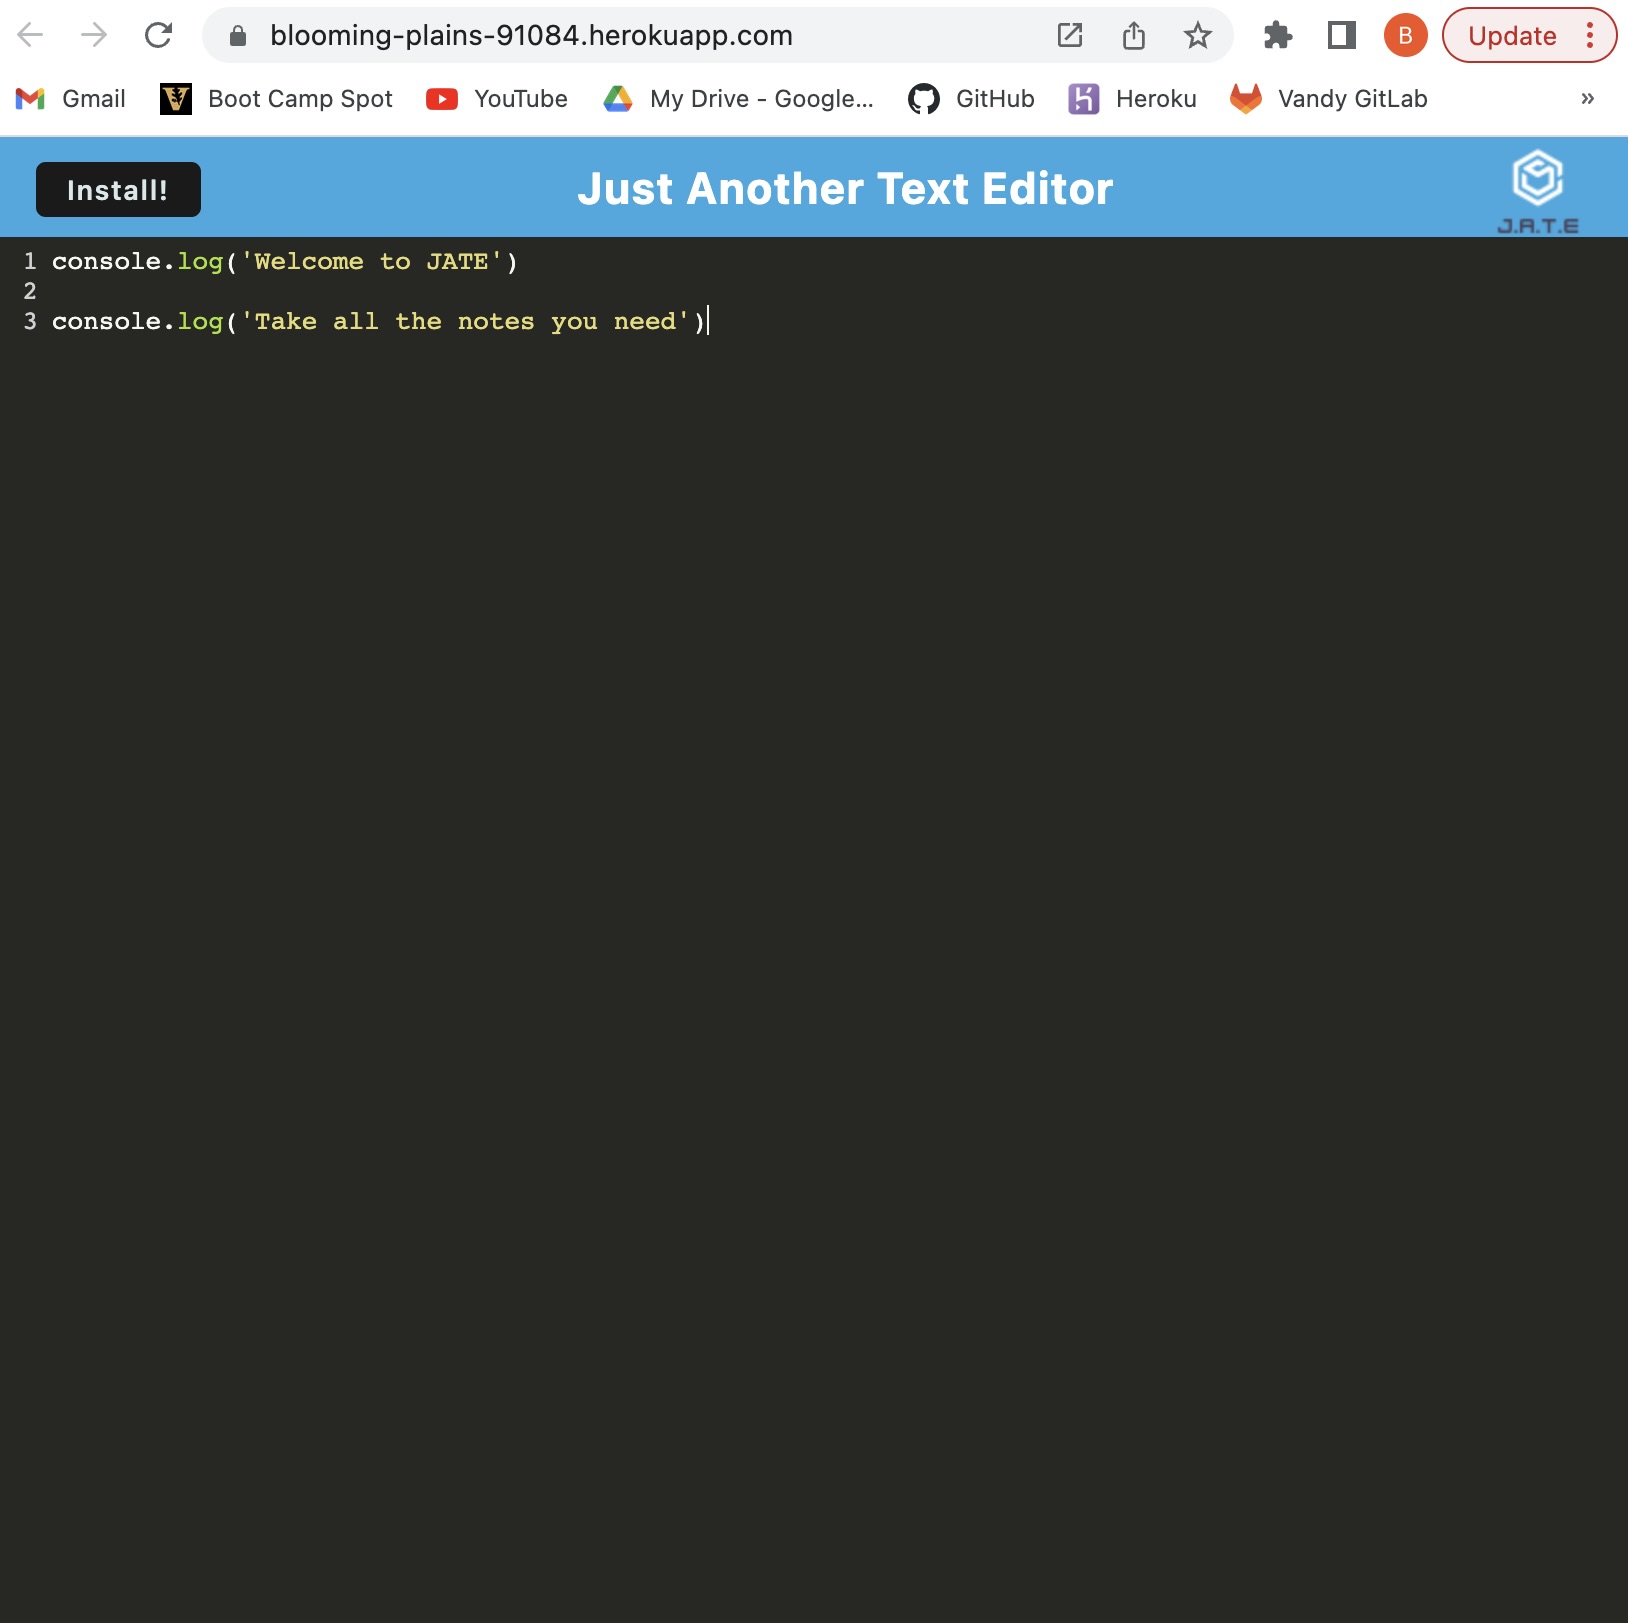 blooming-plains-91084.herokuapp.com
B
Update
Gmail
Boot Camp Spot
YouTube
My Drive - Google...
GitHub
Heroku
Vandy GitLab
»
Install!
Just Another Text Editor
J.A.T.E
1 console.log('Welcome to JATE')
2
3 console.log('Take all the notes you need')